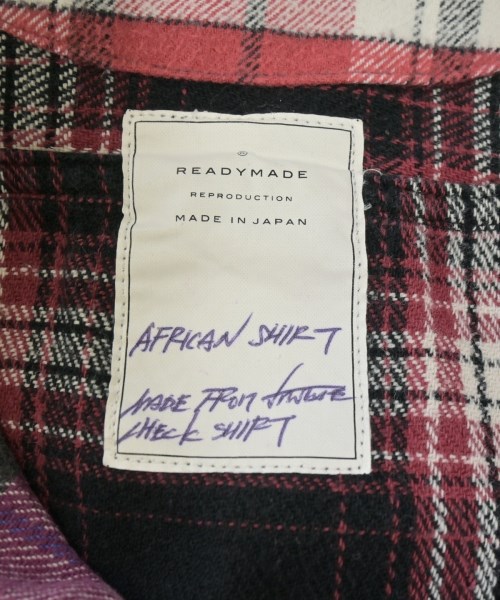 READYMADE
REPRODUCTION
MADE IN JAPAN
AFRICAN SHIRT
MADE FROM
CHECK SHIRT